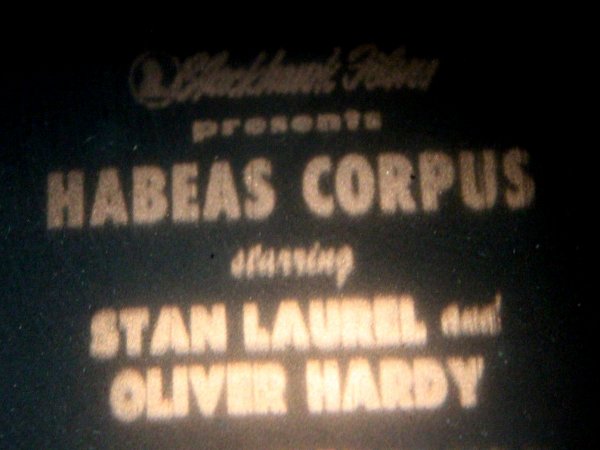 Blackhawk Films
presents
HABEAS CORPUS
starring
STAN LAUREL and
OLIVER HARDY